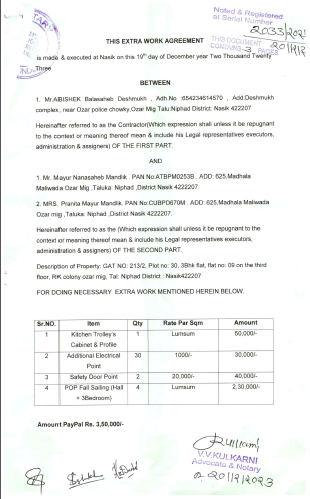 Noted & Registered
at Serial Number
2033/2023
THIS DOCUMENT
CONTAINS 3 PAGES
20/12/23
THIS EXTRA WORK AGREEMENT
is made & executed at Nasik on this 19th day of December year Two Thousand Twenty
Three
BETWEEN
1. Mr.ABISHEK Balasaheb Deshmukh , Adh.No 654234614570 , Add:Deshmukh
complex, near Ozar police chowky,Ozar Mig Talu:Niphad ,District Nasik 422207
Hereinafter referred to as the Contractor(Which expression shall unless it be repugnant
to the context or meaning thereof mean & include his Legal representatives executors,
administration & assigners) OF THE FIRST PART.
AND
1. Mr. Mayur Nanasaheb Mandlik . PAN No:ATBPM0253B . ADD: 625,Madhala
Maliwada Ozar Mig ,Taluka: Niphad ,District Nasik 4222207.
2. MRS. Pranita Mayur Mandlik. PAN No:CUBPD670M . ADD: 625,Madhala Maliwada
Ozar mig ,Taluka: Niphad ,District Nasik 4222207.
Hereinafter referred to as the (Which expression shall unless it be repugnant to the
context or meaning thereof mean & include his Legal representatives executors,
administration & assigners) OF THE SECOND PART.
Description of Property: GAT NO: 213/2, Plot no: 30, 3Bhk flat, flat no: 09 on the third
floor, RK colony ozar mig, Tal: Niphad District : Nasik422207
FOR DOING NECESSARY EXTRA WORK MENTIONED HEREIN BELOW.
Sr.NO. Item Qty Rate Par Sqm Amount
1 Kitchen Trolley's 1 Lumsum 50,000/-
Cabinet & Profile
2 Additional Electrical 30 1000/- 30,000/-
Point
3 Safety Door Point 2 20,000/- 40,000/-
4 POP Fall Sailing (Hall 4 Lumsum 2,30,000/-
+ 3Bedroom)
Amount PayPal Rs. 3,50,000/-
V.V.KULKARNI
Advocate & Notary
20/12/2023